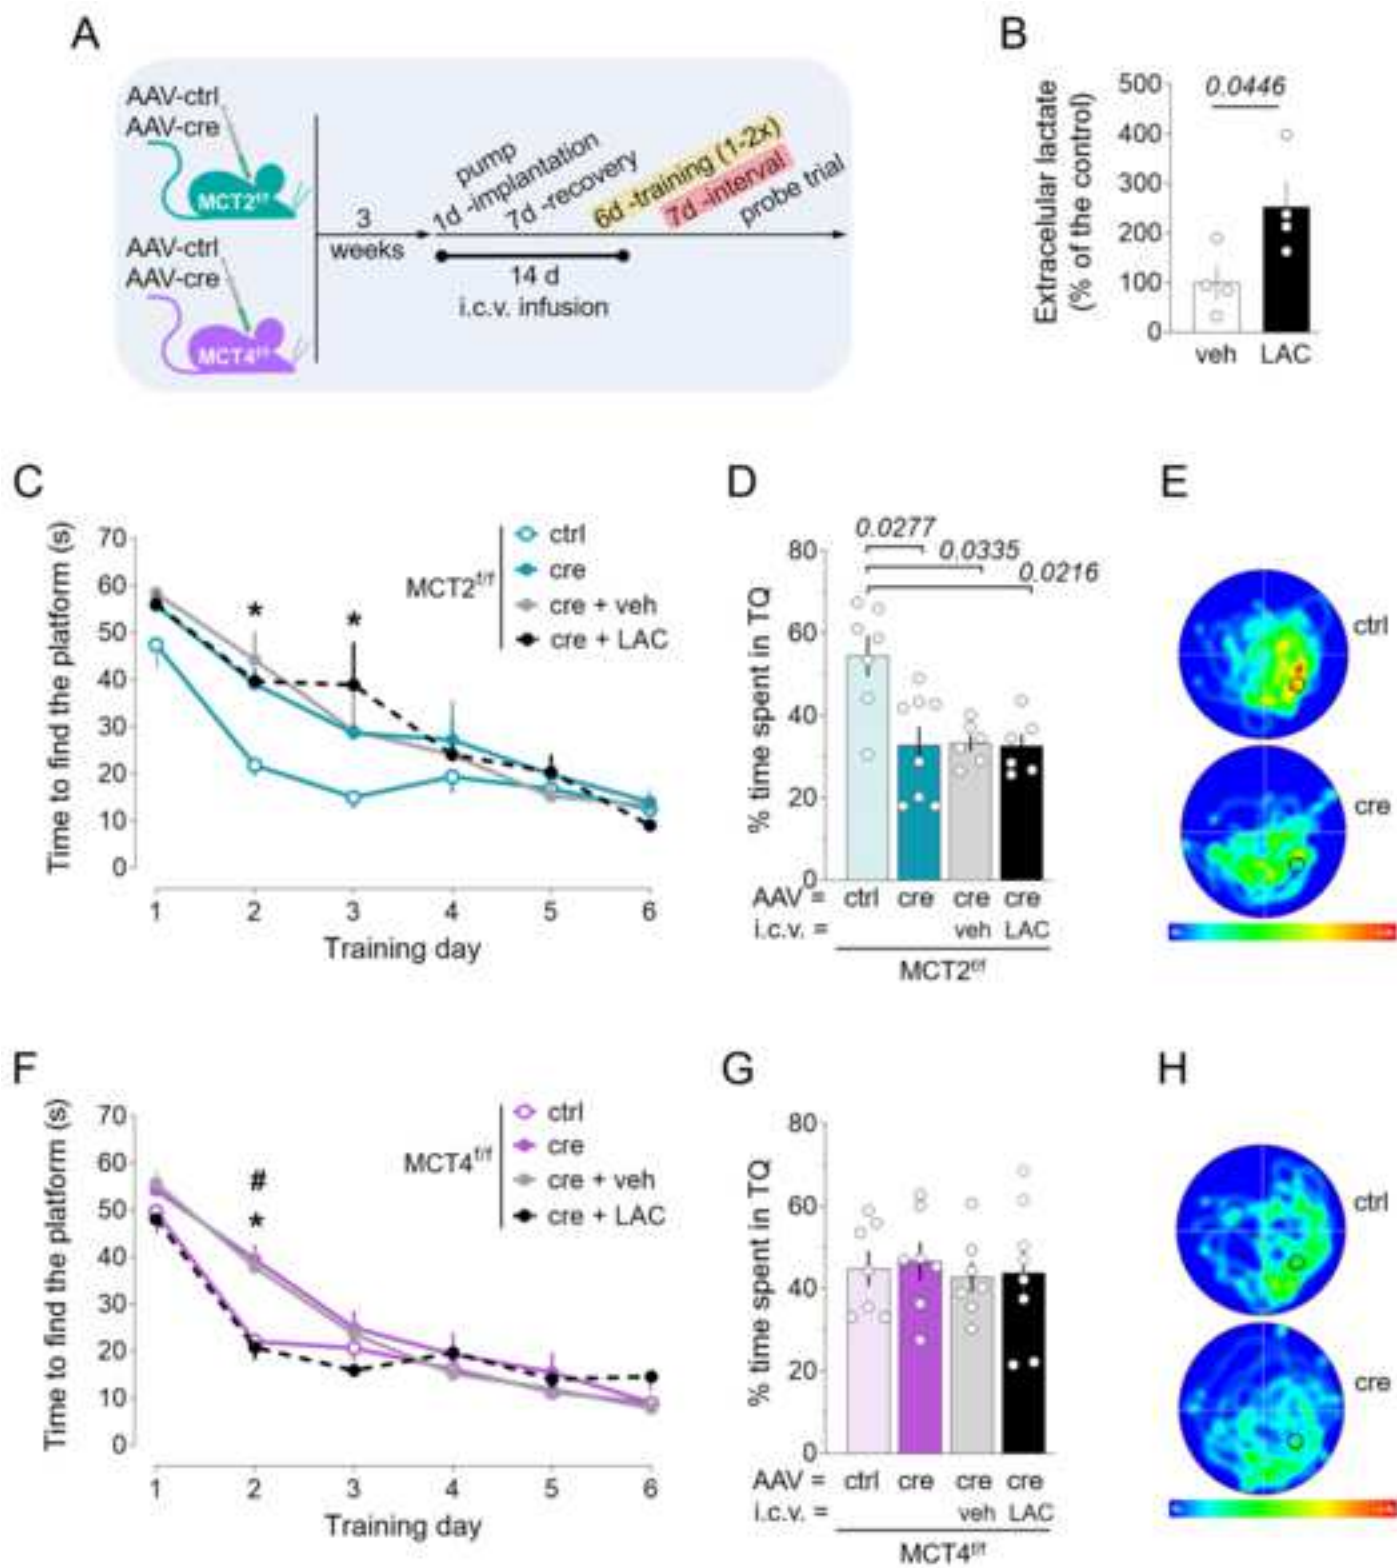 A
AAV-ctrl
AAV-cre
MCT2f/f
AAV-ctrl
AAV-cre
MCT4f/f
3
weeks
pump
1d -implantation
7d -recovery
6d -training (1-2x)
7d -interval
probe trial
14 d
i.c.v. infusion
B
Extracelular lactate
(% of the control)
500
400
300
200
100
0
0.0446
veh LAC
C
Time to find the platform (s)
70
60
50
40
30
20
10
0
* *
MCT2f/f
ctrl
cre
cre + veh
cre + LAC
1 2 3 4 5 6
Training day
D
% time spent in TQ
80
60
40
20
0
0.0277
0.0335
0.0216
AAV = ctrl cre cre cre
i.c.v. = veh LAC
MCT2f/f
E
ctrl
cre
F
Time to find the platform (s)
70
60
50
40
30
20
10
0
#
*
MCT4f/f
ctrl
cre
cre + veh
cre + LAC
1 2 3 4 5 6
Training day
G
% time spent in TQ
80
60
40
20
0
AAV = ctrl cre cre cre
i.c.v. = veh LAC
MCT4f/f
H
ctrl
cre